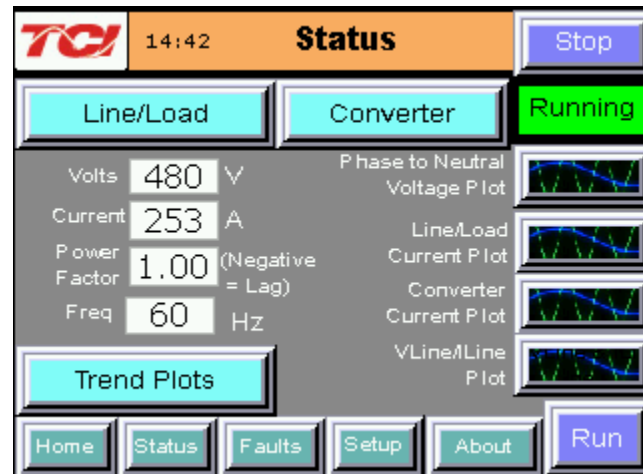 TCI 14:42 Status Stop
Line/Load Converter Running
Volts 480 V
Phase to Neutral
Voltage Plot
Current 253 A
Line/Load
Current Plot
Power
Factor 1.00 (Negative
= Lag)
Converter
Current Plot
Freq 60 Hz
VLine/ILine
Plot
Trend Plots
Home Status Faults Setup About Run